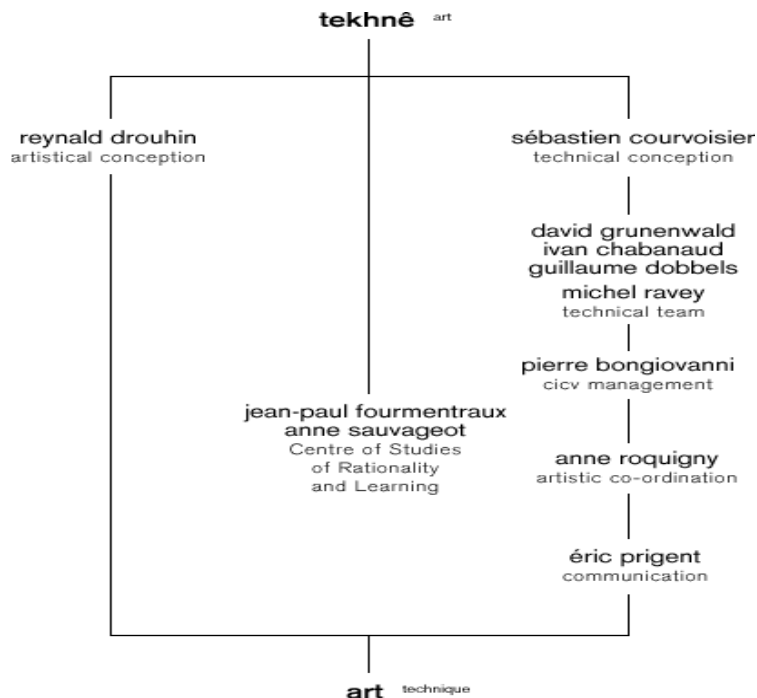 tekhnê art
reynald drouhin
artistical conception
sébastien courvoisier
technical conception
david grunenwald
ivan chabanaud
guillaume dobbels
michel ravey
technical team
pierre bongiovanni
cicv management
jean-paul fourmentraux
anne sauvageot
Centre of Studies
of Rationality
and Learning
anne roquigny
artistic co-ordination
éric prigent
communication
art technique